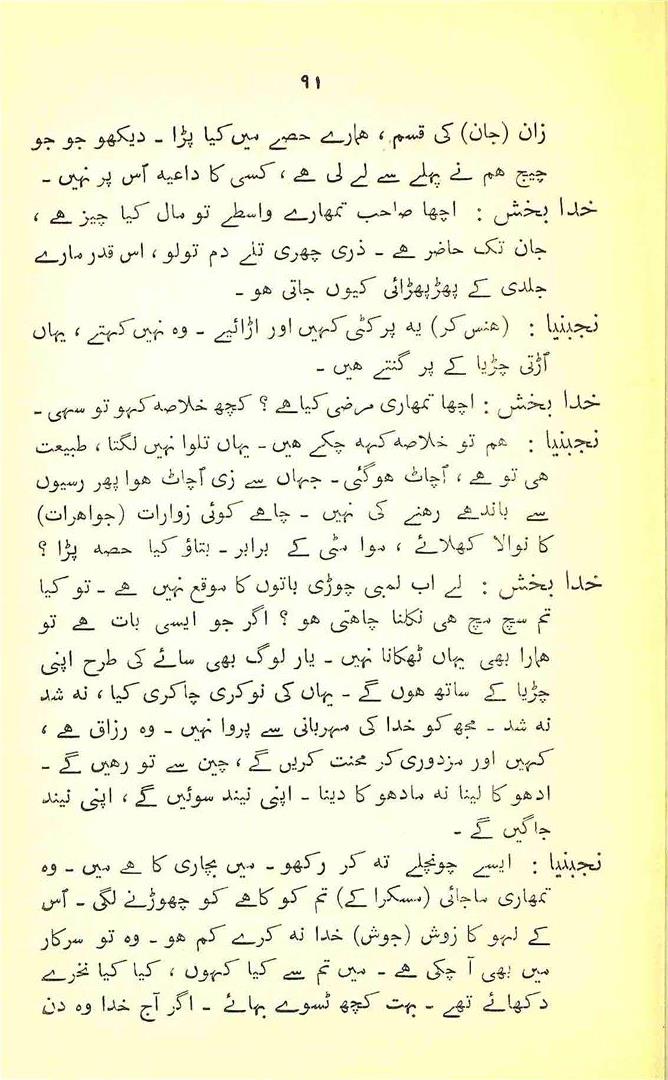 ۹۱
زان (جان) کی قسم، ہمارے حصے میں کیا پڑا ۔ دیکھو جو جو
چیج ہم نے پہلے سے لے لی ہے، کسی کا داعیہ اُس پر نہیں ۔
خدا بخش : اچھا صاحب تمہارے واسطے تو مال کیا چیز ہے،
جان تک حاضر ہے ۔ ذری چھری تلے دم تو لو، اس قدر مارے
جلدی کے پھڑپھڑائی کیوں جاتی ہو ۔
نجبنیا : (ہنس کر) یہ پرکٹی کہیں اور اڑائیے ۔ وہ نہیں کہتے، یہاں
اُڑتی چڑیا کے پر گنتے ہیں ۔
خدا بخش : اچھا تمہاری مرضی کیا ہے ؟ کچھ خلاصہ کہو تو سہی ۔
نجبنیا : ہم تو خلاصہ کہہ چکے ہیں ۔ یہاں تلوا نہیں لگتا، طبیعت
ہی تو ہے، اُچاٹ ہوگئی ۔ جہاں سے زی اُچاٹ ہوا پھر رسیوں
سے باندھے رہنے کی نہیں ۔ چاہے کوئی زوارات (جواہرات)
کا نوالا کھلائے، موا مٹی کے برابر ۔ بتاؤ کیا حصہ پڑا ؟
خدا بخش : لے اب لمبی چوڑی باتوں کا موقع نہیں ہے ۔ تو کیا
تم سچ مچ ہی نکلنا چاہتی ہو ؟ اگر جو ایسی بات ہے تو
ہمارا بھی یہاں ٹھکانا نہیں ۔ یار لوگ بھی سائے کی طرح اپنی
چڑیا کے ساتھ ہوں گے ۔ یہاں کی نوکری چاکری کیا، نہ شد
نہ شد ۔ مجھ کو خدا کی مہربانی سے پروا نہیں ۔ وہ رزاق ہے،
کہیں اور مزدوری کر محنت کریں گے، چین سے تو رہیں گے ۔
ادھو کا لینا نہ مادھو کا دینا ۔ اپنی نیند سوئیں گے، اپنی نیند
جاگیں گے ۔
نجبنیا : ایسے چونچلے تہ کر رکھو ۔ میں بچاری کا ہے میں ۔ وہ
تمہاری ماجائی (مسکرا کے) تم کو کاہے کو چھوڑنے لگی ۔ اُس
کے لہو کا زوش (جوش) خدا نہ کرے کم ہو ۔ وہ تو سرکار
میں بھی آ چکی ہے ۔ میں تم سے کیا کہوں، کیا کیا نخرے
دکھائے تھے ۔ بہت کچھ ٹسوے بہائے ۔ اگر آج خدا وہ دن